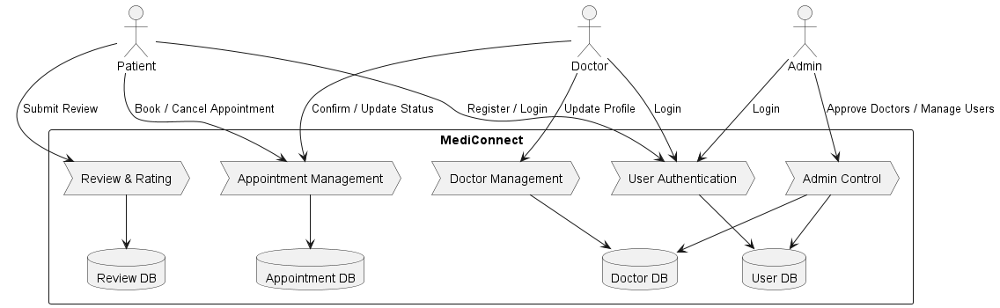 Patient
Doctor
Admin
Submit Review
Book / Cancel Appointment
Confirm / Update Status
Register / Login
Update Profile
Login
Login
Approve Doctors / Manage Users
MediConnect
Review & Rating
Appointment Management
Doctor Management
User Authentication
Admin Control
Review DB
Appointment DB
Doctor DB
User DB